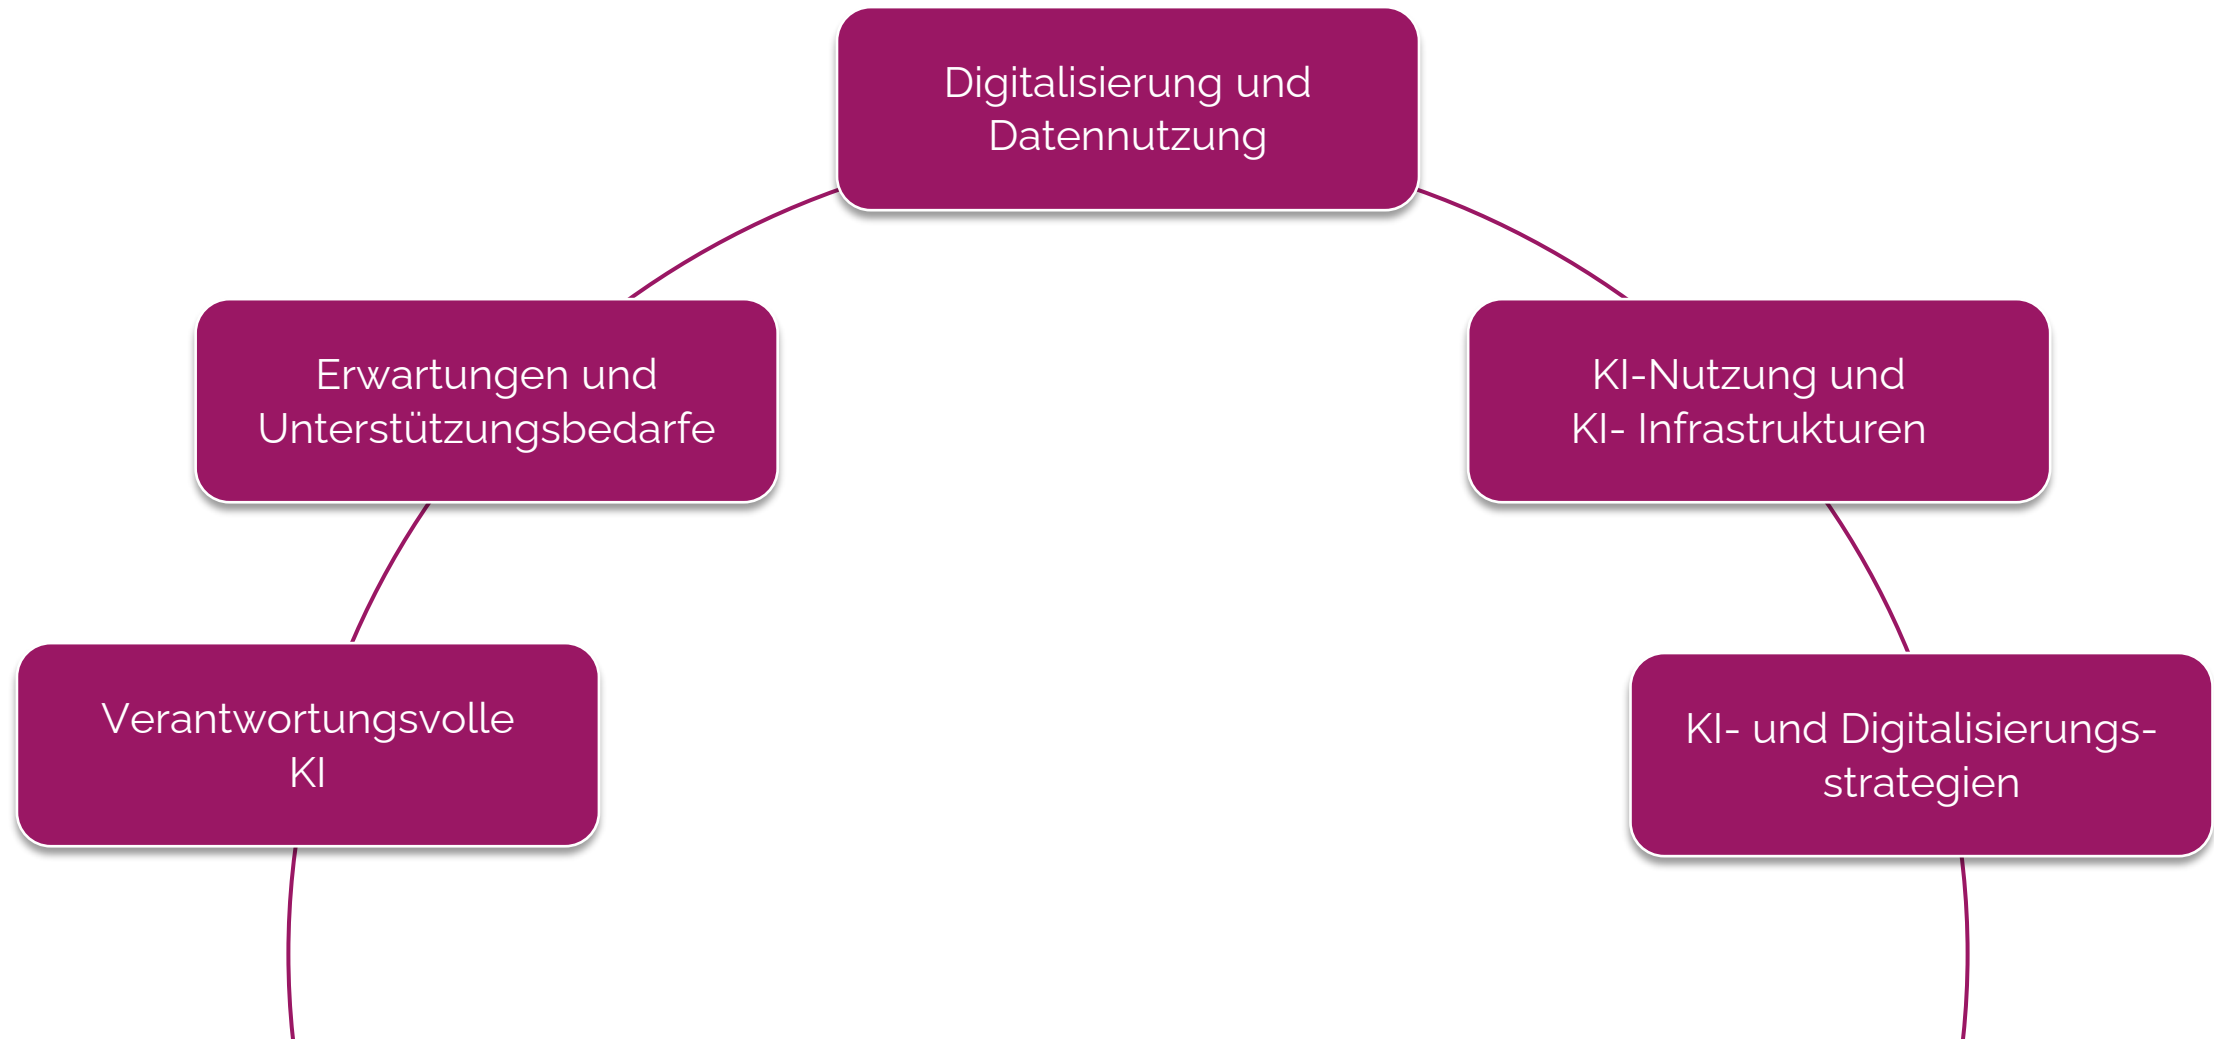 Digitalisierung und
Datennutzung
Erwartungen und
Unterstützungsbedarfe
KI-Nutzung und
KI- Infrastrukturen
Verantwortungsvolle
KI
KI- und Digitalisierungs-
strategien